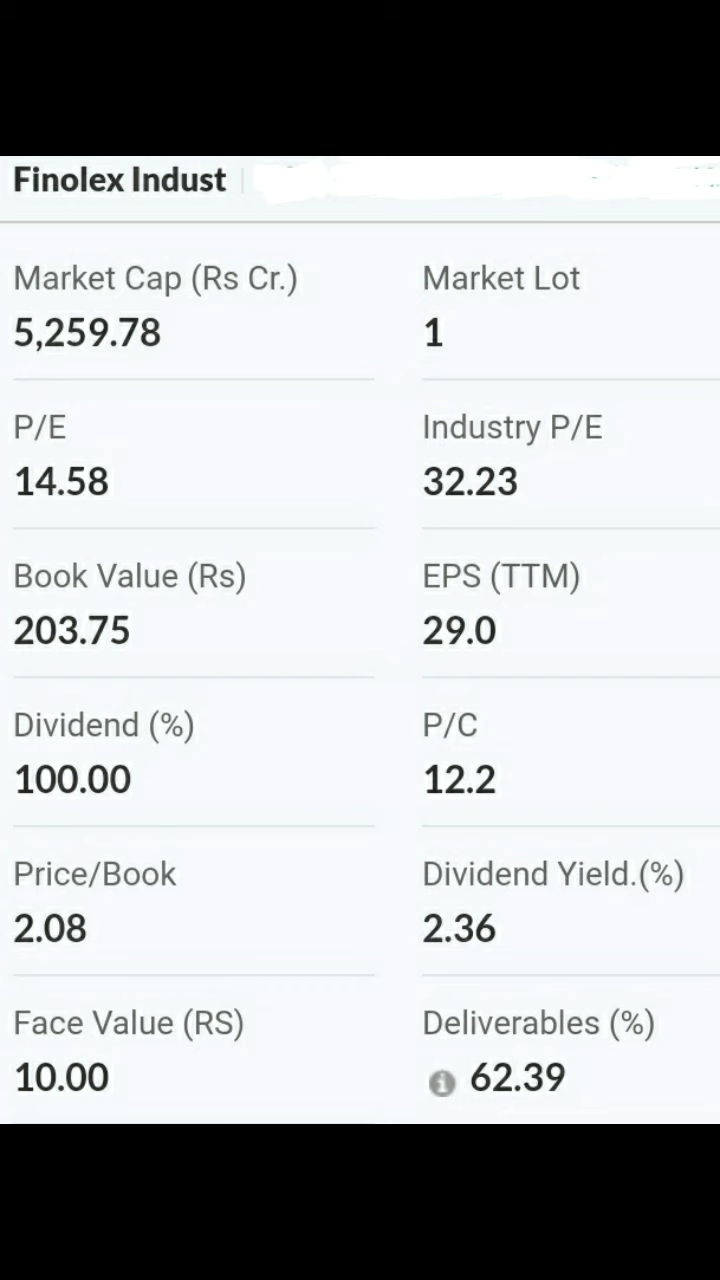 Finolex Indust
Market Cap (Rs Cr.)
5,259.78
Market Lot
1
P/E
14.58
Industry P/E
32.23
Book Value (Rs)
203.75
EPS (TTM)
29.0
Dividend (%)
100.00
P/C
12.2
Price/Book
2.08
Dividend Yield.(%)
2.36
Face Value (RS)
10.00
Deliverables (%)
62.39